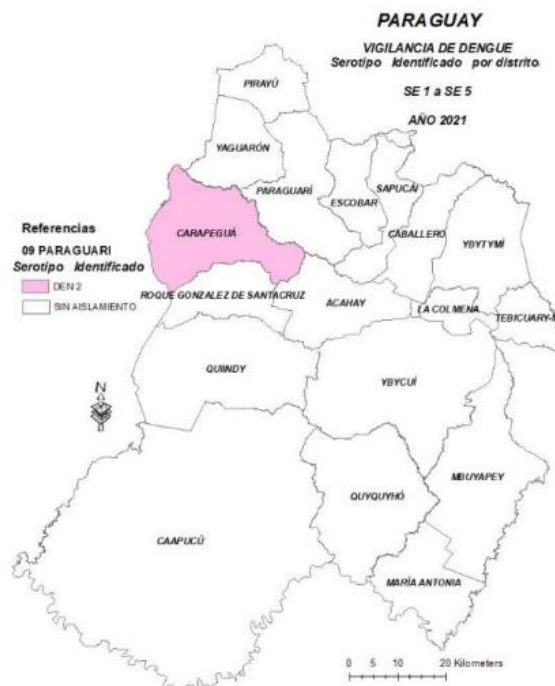 PARAGUAY
VIGILANCIA DE DENGUE
Serotipo Identificado por distrito
SE 1 a SE 5
AÑO 2021
PIRAYÚ
YAGUARÓN
PARAGUARÍ
ESCOBAR
SAPUCAI
CABALLERO
YBYTYMÍ
CARAPEGUÁ
Referencias
09 PARAGUARI
Serotipo Identificado
DEN 2
SIN AISLAMIENTO
ROQUE GONZALEZ DE SANTACRUZ
ACAHAY
LA COLMENA
TEBICUARY-M
QUIINDY
YBYCUÍ
N
MBUYAPEY
QUYQUYHÓ
CAAPUCÚ
MARÍA ANTONIA
0 5 10 20 Kilometers